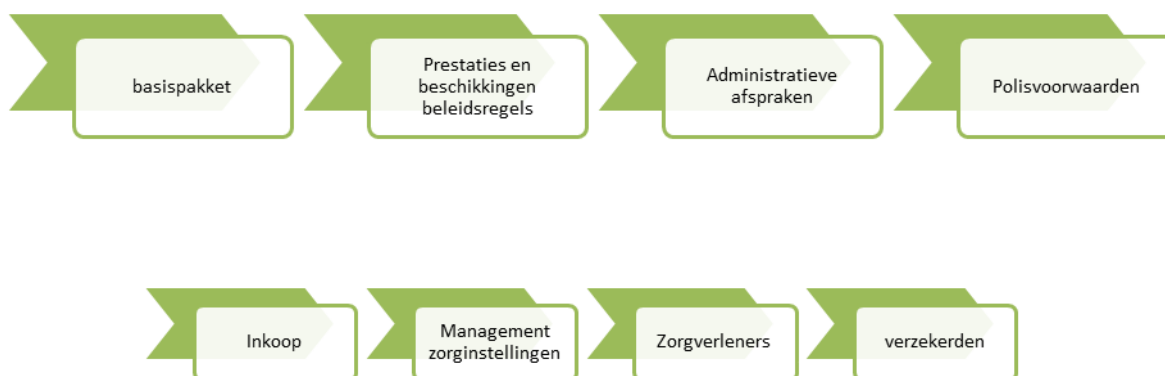 basispakket
Prestaties en
beschikkingen
beleidsregels
Administratieve
afspraken
Polisvoorwaarden
Inkoop
Management
zorginstellingen
Zorgverleners
verzekerden